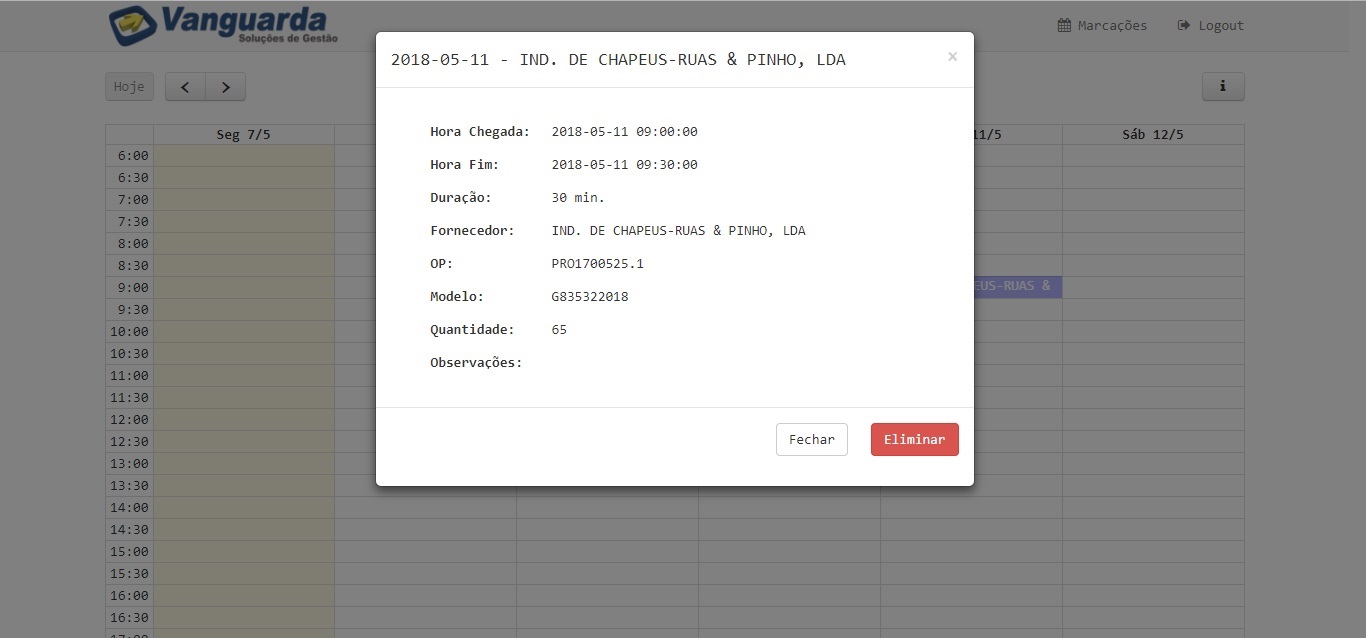 Vanguarda
Soluções de Gestão
Marcações
Logout
2018-05-11 - IND. DE CHAPEUS-RUAS & PINHO, LDA
×
Hoje
< >
i
Hora Chegada: 2018-05-11 09:00:00
Hora Fim: 2018-05-11 09:30:00
Duração: 30 min.
Fornecedor: IND. DE CHAPEUS-RUAS & PINHO, LDA
OP: PRO1700525.1
Modelo: G835322018
Quantidade: 65
Observações:
Fechar
Eliminar
Seg 7/5
11/5
Sáb 12/5
6:00
6:30
7:00
7:30
8:00
8:30
9:00
EUS-RUAS &
9:30
10:00
10:30
11:00
11:30
12:00
12:30
13:00
13:30
14:00
14:30
15:00
15:30
16:00
16:30
17:00